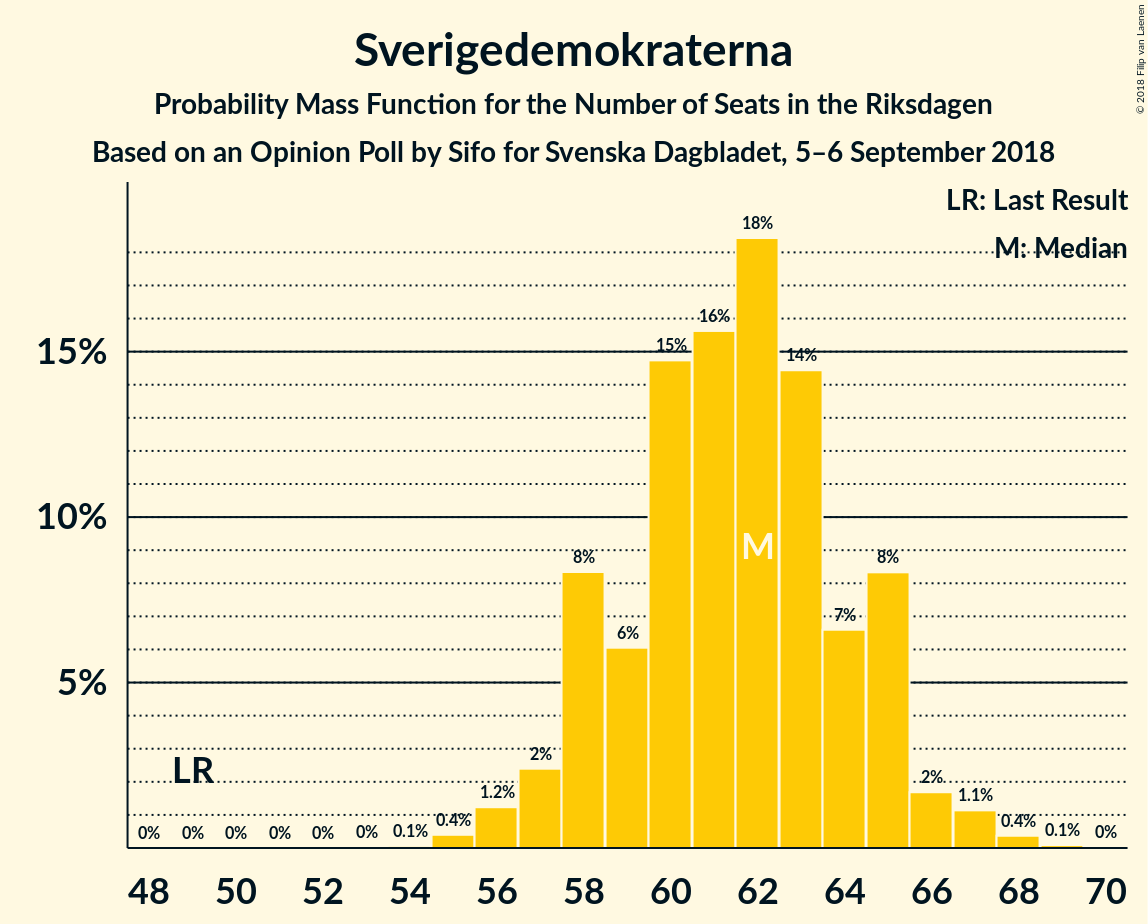 Sverigedemokraterna
Probability Mass Function for the Number of Seats in the Riksdagen
Based on an Opinion Poll by Sifo for Svenska Dagbladet, 5–6 September 2018
© 2018 Filip van Laenen
LR: Last Result
M: Median
18%
16%
15%
15%
14%
10%
M
8%
8%
6%
7%
5%
2%
LR
2%
1.2%
1.1%
0% 0% 0% 0% 0% 0% 0.1% 0.4% 0.4% 0.1% 0%
48 50 52 54 56 58 60 62 64 66 68 70